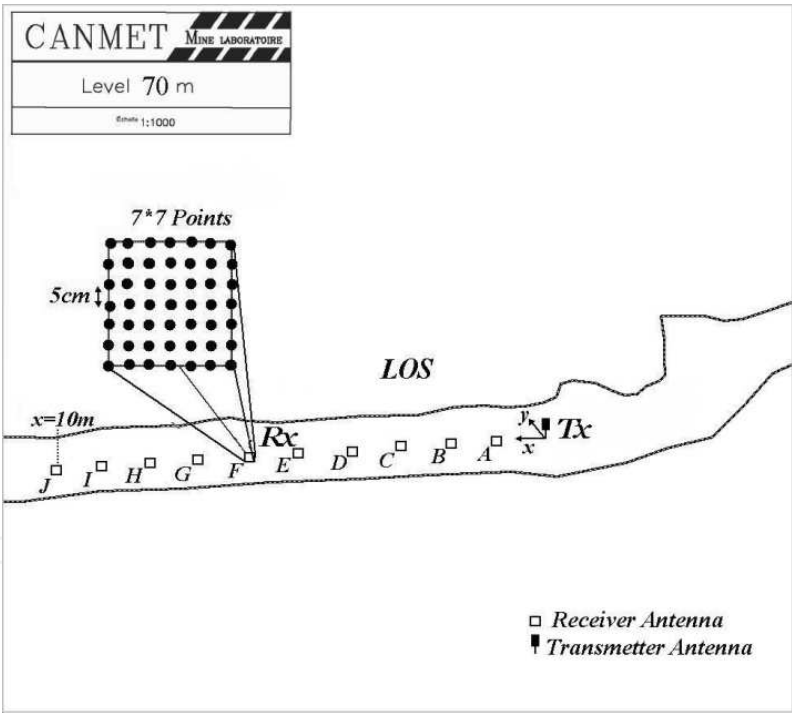 CANMET MINE LABORATOIRE
Level 70 m
Echelle 1:1000
7*7 Points
5cm
LOS
x=10m
Rx
y
Tx
x
J I H G F E D C B A
Receiver Antenna
Transmetter Antenna